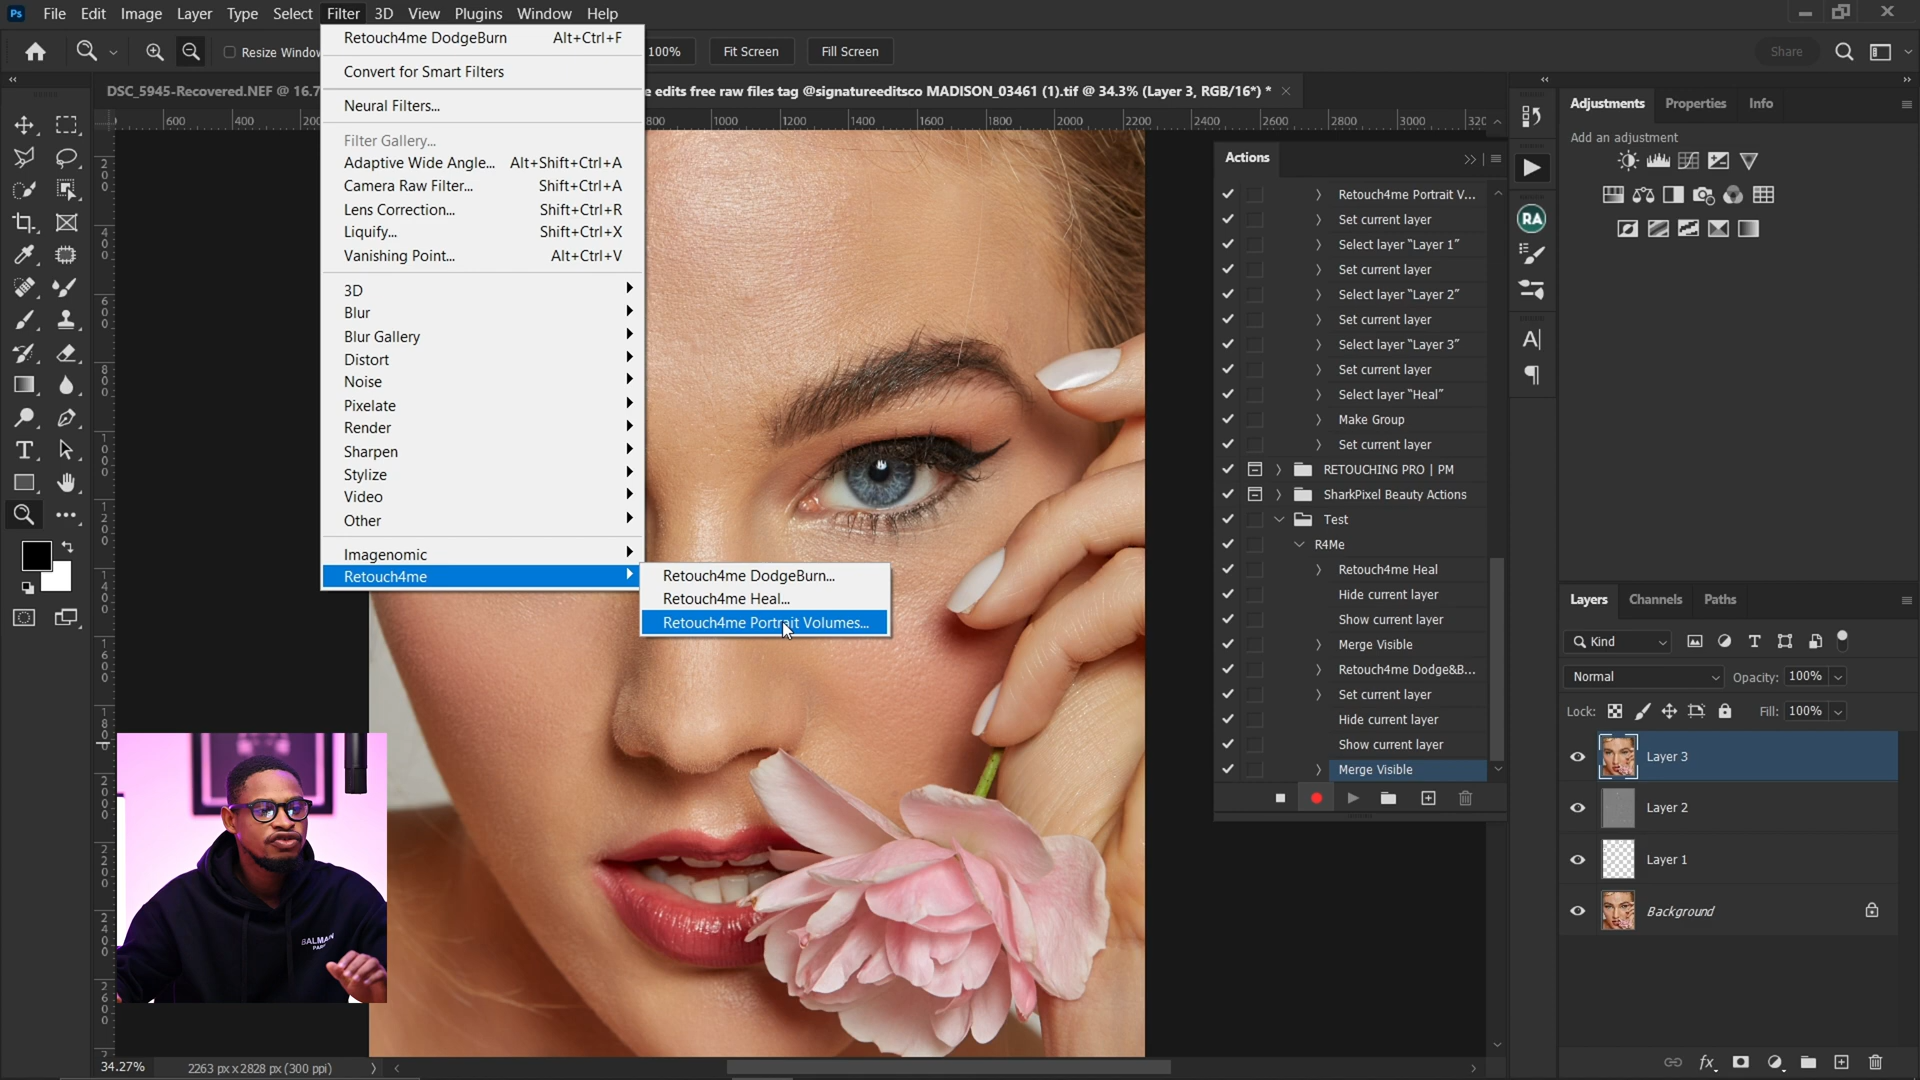 Ps File Edit Image Layer Type Select Filter 3D View Plugins Window Help
Resize Window
100%
Fit Screen
Fill Screen
Share
DSC_5945-Recovered.NEF @ 16.7
e edits free raw files tag @signatureeditsco MADISON_03461 (1).tif @ 34.3% (Layer 3, RGB/16*) *
600 400 200 800 1000 1200 1400 1600 1800 2000 2200 2400 2600 2800 3000 320
Retouch4me DodgeBurn Alt+Ctrl+F
Convert for Smart Filters
Neural Filters...
Filter Gallery...
Adaptive Wide Angle... Alt+Shift+Ctrl+A
Camera Raw Filter... Shift+Ctrl+A
Lens Correction... Shift+Ctrl+R
Liquify... Shift+Ctrl+X
Vanishing Point... Alt+Ctrl+V
3D
Blur
Blur Gallery
Distort
Noise
Pixelate
Render
Sharpen
Stylize
Video
Other
Imagenomic
Retouch4me
Retouch4me DodgeBurn...
Retouch4me Heal...
Retouch4me Portrait Volumes...
Actions
Retouch4me Portrait V...
Set current layer
Select layer “Layer 1”
Set current layer
Select layer “Layer 2”
Set current layer
Select layer “Layer 3”
Set current layer
Select layer “Heal”
Make Group
Set current layer
RETOUCHING PRO | PM
SharkPixel Beauty Actions
Test
R4Me
Retouch4me Heal
Hide current layer
Show current layer
Merge Visible
Retouch4me Dodge&B...
Set current layer
Hide current layer
Show current layer
Merge Visible
RA
Adjustments Properties Info
Add an adjustment
Layers Channels Paths
Kind
Normal Opacity: 100%
Lock: Fill: 100%
Layer 3
Layer 2
Layer 1
Background
BALMAIN
PARIS
34.27% 2263 px x 2828 px (300 ppi)